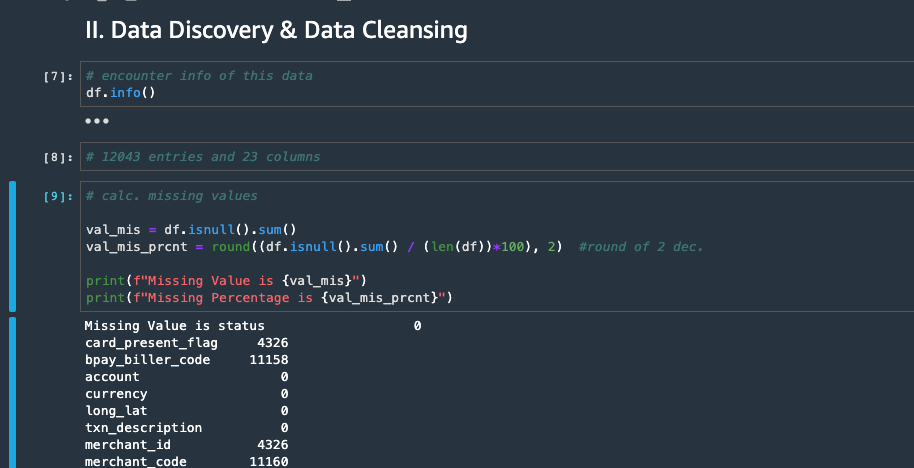 II. Data Discovery & Data Cleansing
[7]: # encounter info of this data
df.info()
•••
[8]: # 12043 entries and 23 columns
[9]: # calc. missing values
val_mis = df.isnull().sum()
val_mis_prcnt = round((df.isnull().sum() / (len(df))*100), 2)  #round of 2 dec.
print(f"Missing Value is {val_mis}")
print(f"Missing Percentage is {val_mis_prcnt}")
Missing Value is status                   0
card_present_flag     4326
bpay_biller_code     11158
account                  0
currency                 0
long_lat                 0
txn_description          0
merchant_id           4326
merchant_code        11160